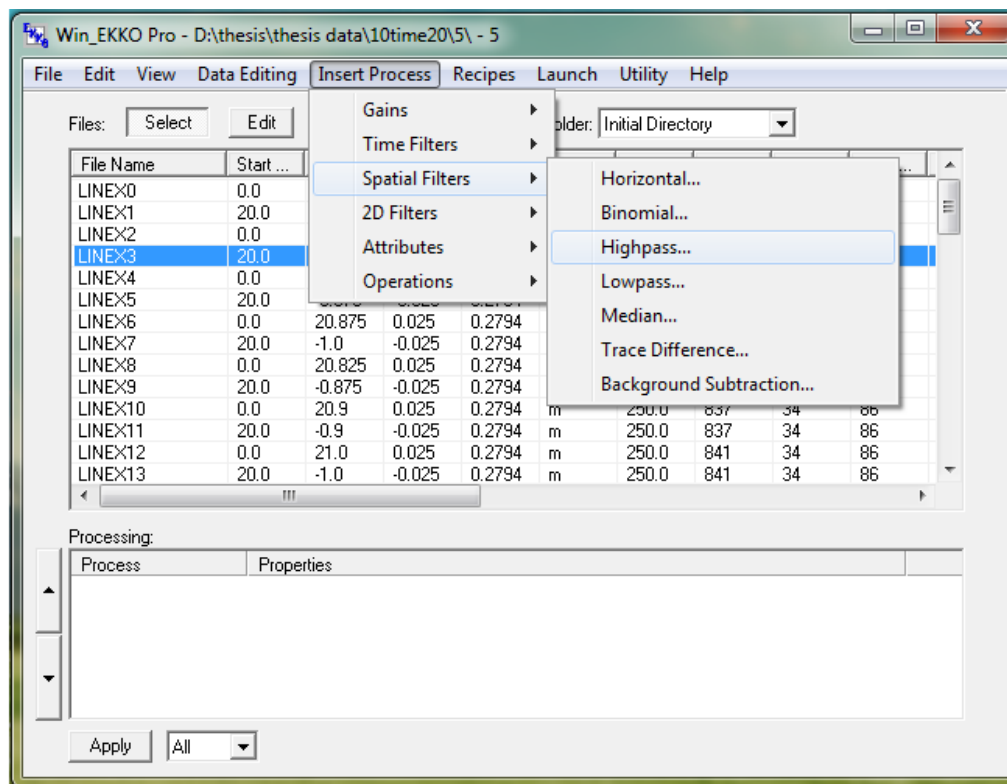 Win_EKKO Pro - D:\thesis\thesis data\10time20\5\ - 5
File Edit View Data Editing Insert Process Recipes Launch Utility Help
Files: Select Edit Initial Directory
Gains
Time Filters
Spatial Filters
2D Filters
Attributes
Operations
Horizontal...
Binomial...
Highpass...
Lowpass...
Median...
Trace Difference...
Background Subtraction...
File Name Start ...
LINEX0 0.0
LINEX1 20.0
LINEX2 0.0
LINEX3 20.0
LINEX4 0.0
LINEX5 20.0
LINEX6 0.0 20.875 0.025 0.2794
LINEX7 20.0 -1.0 -0.025 0.2794
LINEX8 0.0 20.825 0.025 0.2794
LINEX9 20.0 -0.875 -0.025 0.2794
LINEX10 0.0 20.9 0.025 0.2794 m 250.0 837 34 86
LINEX11 20.0 -0.9 -0.025 0.2794 m 250.0 837 34 86
LINEX12 0.0 21.0 0.025 0.2794 m 250.0 841 34 86
LINEX13 20.0 -1.0 -0.025 0.2794 m 250.0 841 34 86
Processing:
Process Properties
Apply All